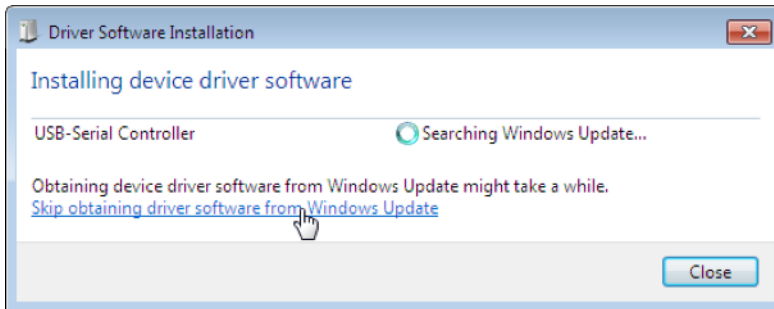 Driver Software Installation
Installing device driver software
USB-Serial Controller Searching Windows Update...
Obtaining device driver software from Windows Update might take a while.
Skip obtaining driver software from Windows Update
Close